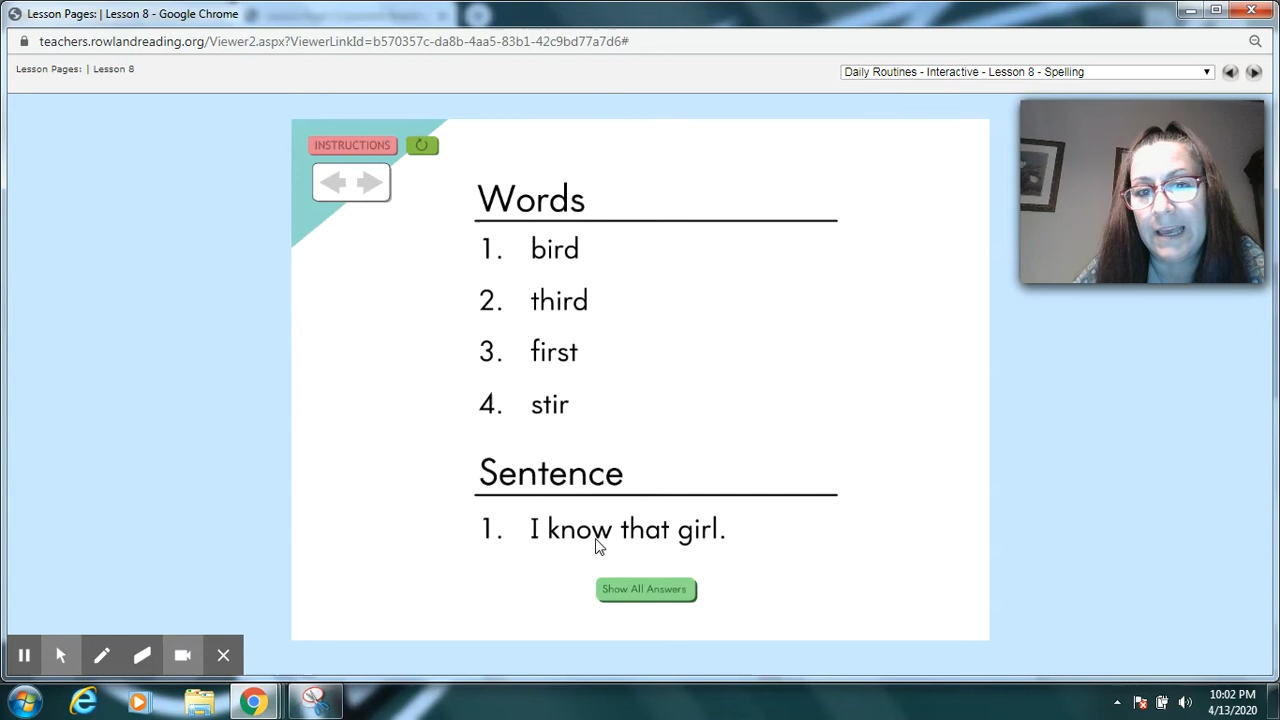 Lesson Pages: | Lesson 8 - Google Chrome
teachers.rowlandreading.org/Viewer2.aspx?ViewerLinkId=b570357c-da8b-4aa5-83b1-42c9bd77a7d6#
Lesson Pages: | Lesson 8
Daily Routines - Interactive - Lesson 8 - Spelling
INSTRUCTIONS
Words
1. bird
2. third
3. first
4. stir
Sentence
1. I know that girl.
Show All Answers
10:02 PM
4/13/2020